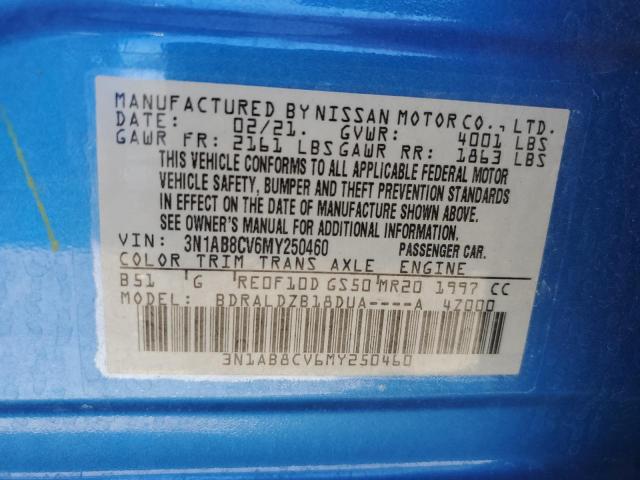 MANUFACTURED BY NISSAN MOTOR CO., LTD.
DATE: 02/21. GVWR: 4001 LBS
GAWR FR: 2161 LBS GAWR RR: 1863 LBS
THIS VEHICLE CONFORMS TO ALL APPLICABLE FEDERAL MOTOR
VEHICLE SAFETY, BUMPER AND THEFT PREVENTION STANDARDS
IN EFFECT ON THE DATE OF MANUFACTURE SHOWN ABOVE.
SEE OWNER'S MANUAL FOR ADDITIONAL INFORMATION.
VIN: 3N1AB8CV6MY250460 PASSENGER CAR.
COLOR TRIM TRANS AXLE ENGINE
B51 G RE0F10D GS50 MR20 1997 CC
MODEL: BDRALDZB18DUA----A 47000
3N1AB8CV6MY250460